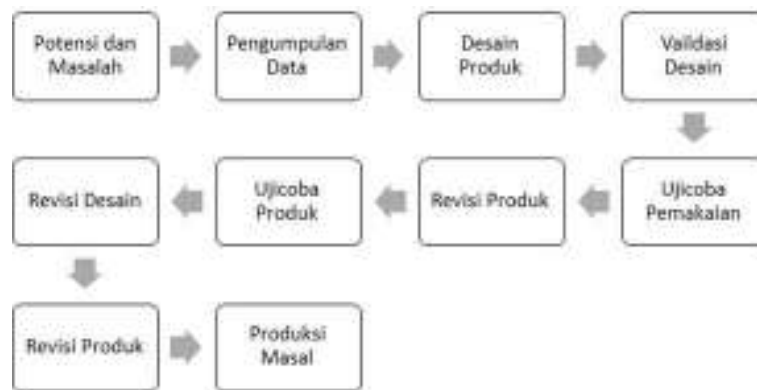 Potensi dan
Masalah
Pengumpulan
Data
Desain
Produk
Vaildasi
Desain
Revisi Desain
Ujicoba
Produk
Revisi Produk
Ujicoba
Pemakaian
Revisi Produk
Produksi
Masal